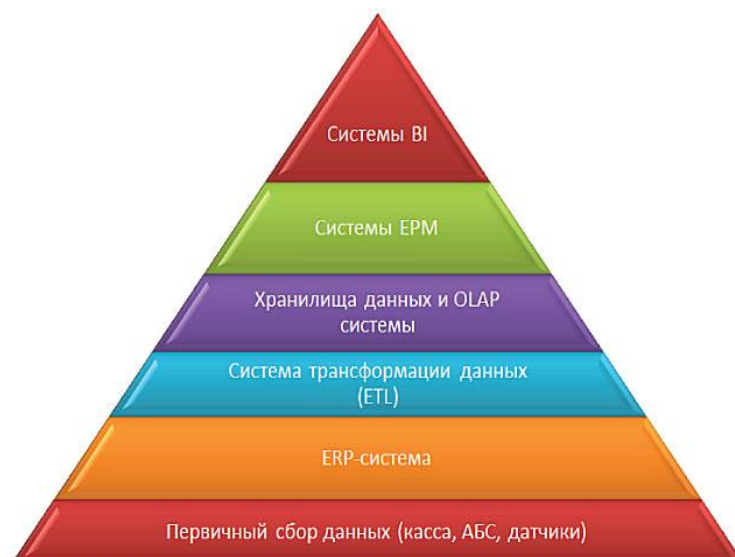 Системы BI
Системы EPM
Хранилища данных и OLAP
системы
Система трансформации данных
(ETL)
ERP-система
Первичный сбор данных (касса, АБС, датчики)